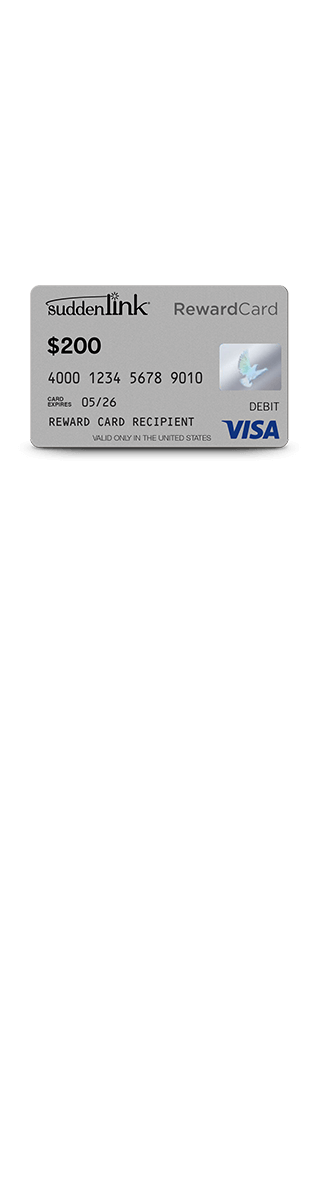 suddenlink RewardCard
$200
4000 1234 5678 9010
CARD EXPIRES 05/26
DEBIT
REWARD CARD RECIPIENT
VISA
VALID ONLY IN THE UNITED STATES